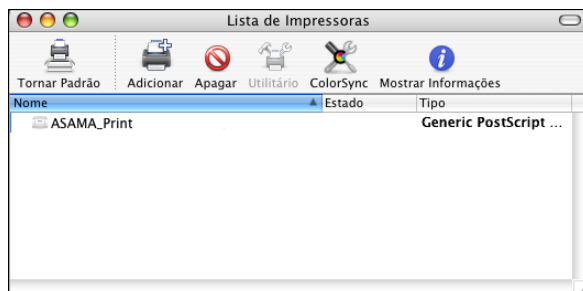 Lista de Impressoras
Tornar Padrão Adicionar Apagar Utilitário ColorSync Mostrar Informações
Nome Estado Tipo
ASAMA_Print Generic PostScript ...